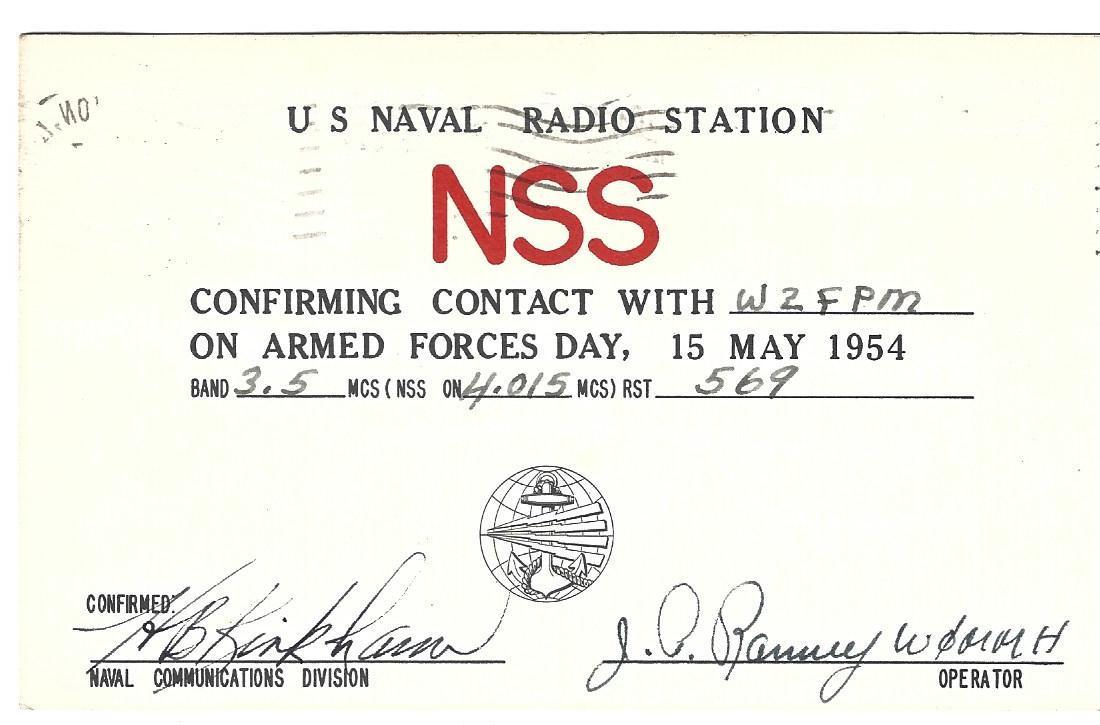 U S NAVAL RADIO STATION
NSS
CONFIRMING CONTACT WITH W2FPM
ON ARMED FORCES DAY, 15 MAY 1954
BAND 3.5 MCS (NSS ON 4.015 MCS) RST 569
CONFIRMED:
NAVAL COMMUNICATIONS DIVISION
J. C. Ramey
OPERATOR